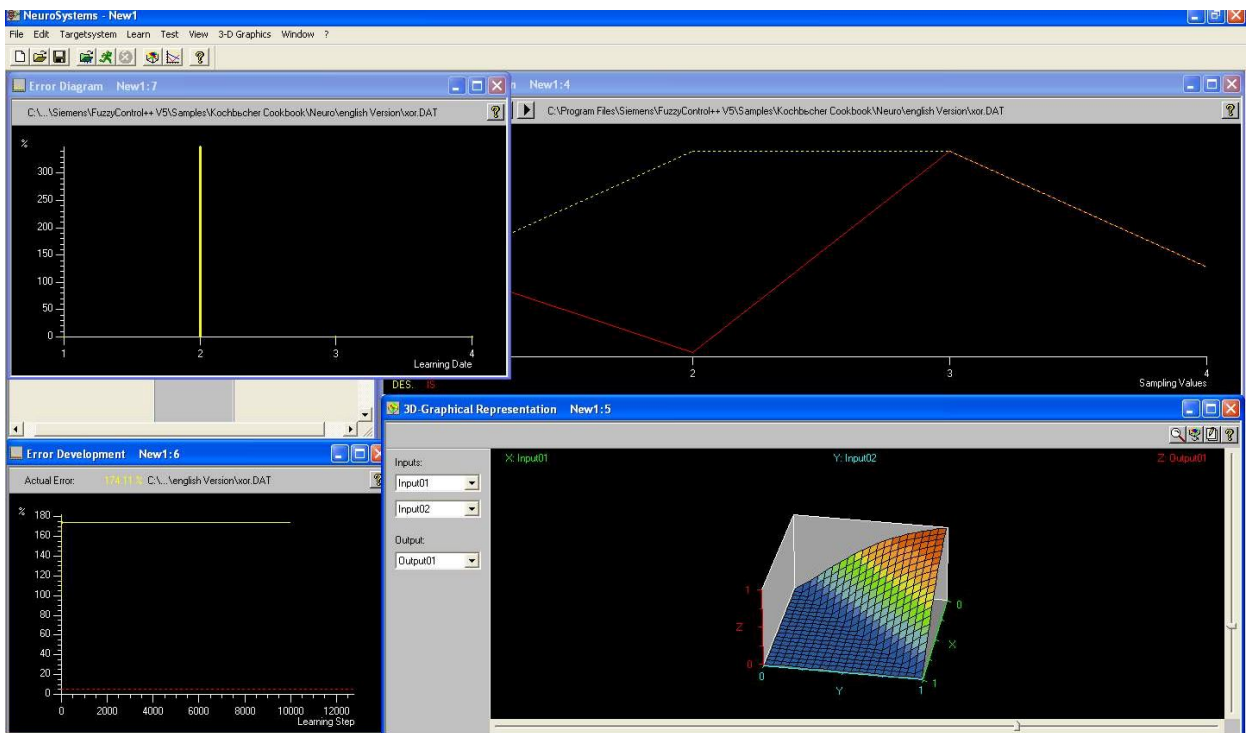 NeuroSystems - New1
File Edit Targetsystem Learn Test View 3-D Graphics Window ?
Error Diagram New1:7
C:\...\Siemens\FuzzyControl++ V5\Samples\Kochbьcher Cookbook\Neuro\english Version\xor.DAT
%
300
250
200
150
100
50
0
1 2 3 4
Learning Date
New1:4
C:\Program Files\Siemens\FuzzyControl++ V5\Samples\Kochbьcher Cookbook\Neuro\english Version\xor.DAT
2 3 4
Sampling Values
DES. IS
Error Development New1:6
Actual Error: 174.11 % C:\...\english Version\xor.DAT
%
180
160
140
120
100
80
60
40
20
0
0 2000 4000 6000 8000 10000 12000
Learning Step
3D-Graphical Representation New1:5
Inputs:
Input01
Input02
Output:
Output01
X: Input01 Y: Input02 Z: Output01
1
Z
0
0
Y
1
1
X
0